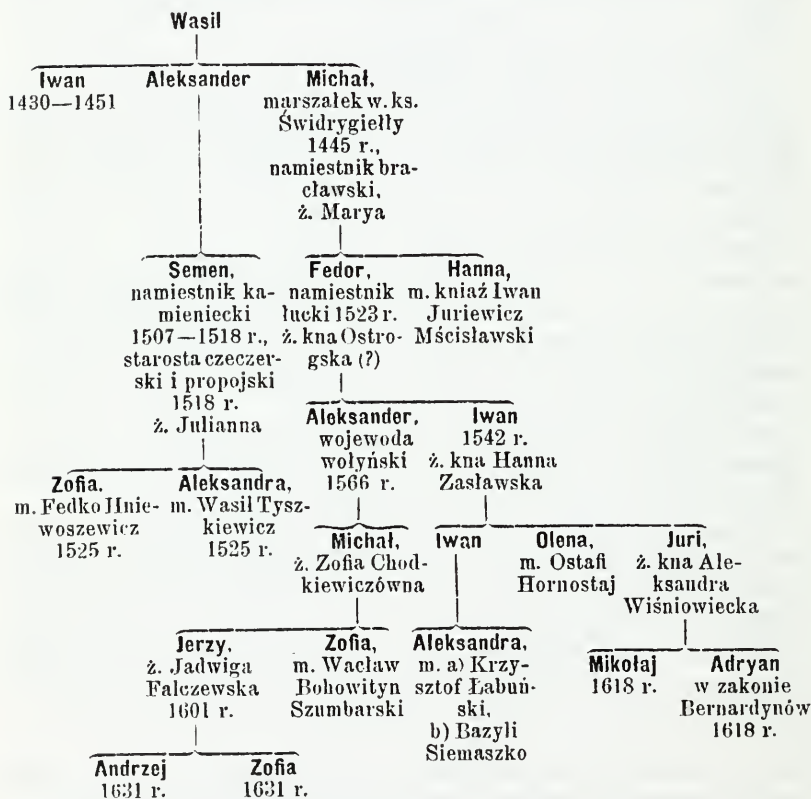 Wasil
Iwan
1430—1451
Aleksander
Michał,
marszałek w. ks.
Świdrygiełły
1445 r.,
namiestnik bra-
cławski,
ż. Marya
Semen,
namiestnik ka-
mieniecki
1507—1518 r.,
starosta czeczer-
ski i propojski
1518 r.
ż. Julianna
Fedor,
namiestnik
łucki 1523 r.
ż. kna Ostro-
gska (?)
Hanna,
m. kniaź Iwan
Juriewicz
Mścisławski
Aleksander,
wojewoda
wołyński
1566 r.
Iwan
1542 r.
ż. kna Hanna
Zasławska
Zofia,
m. Fedko Hnie-
woszewicz
1525 r.
Aleksandra,
m. Wasil Tysz-
kiewicz
1525 r.
Michał,
ż. Zofia Chod-
kiewiczówna
Iwan
Olena,
m. Ostafi
Hornostaj
Juri,
ż. kna Ale-
ksandra
Wiśniowiecka
Jerzy,
ż. Jadwiga
Falczewska
1601 r.
Zofia,
m. Wacław
Bohowityn
Szumbarski
Aleksandra,
m. a) Krzy-
sztof Łabuń-
ski,
b) Bazyli
Siemaszko
Mikołaj
1618 r.
Adryan
w zakonie
Bernardynów
1618 r.
Andrzej
1631 r.
Zofia
1631 r.